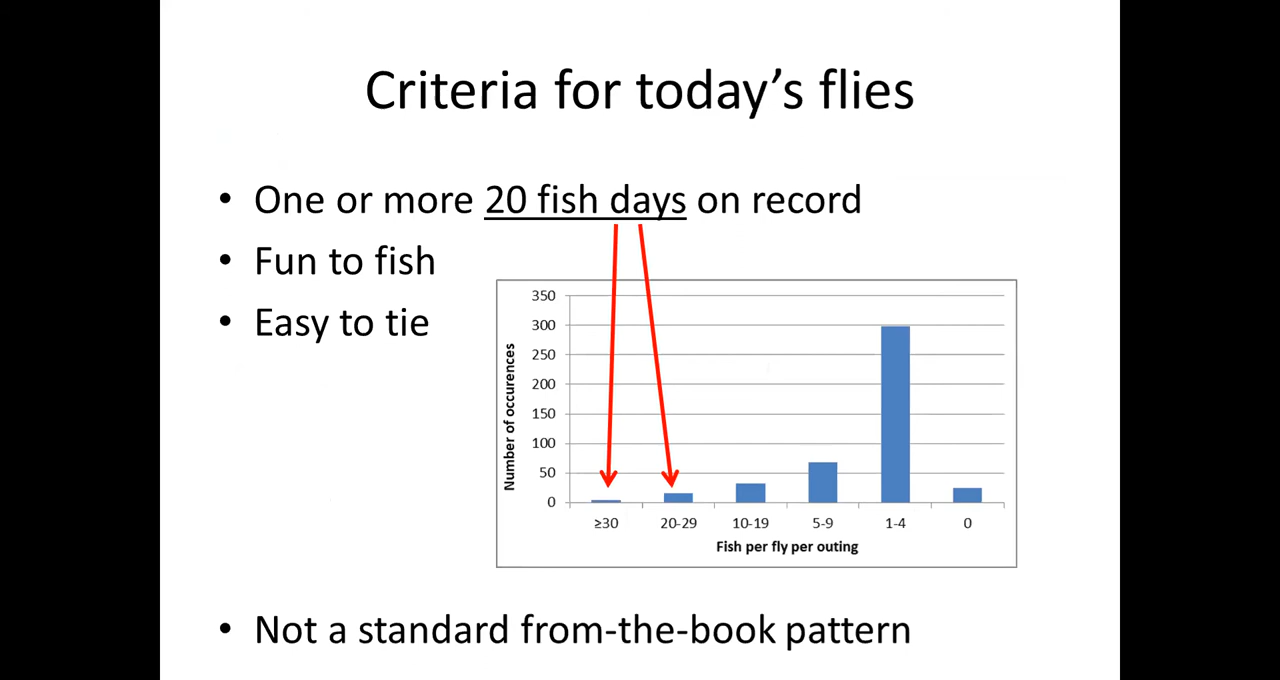 Criteria for today’s flies
• One or more 20 fish days on record
• Fun to fish
• Easy to tie
350
300
250
200
150
100
50
0
Number of occurences
≥30 20-29 10-19 5-9 1-4 0
Fish per fly per outing
• Not a standard from-the-book pattern